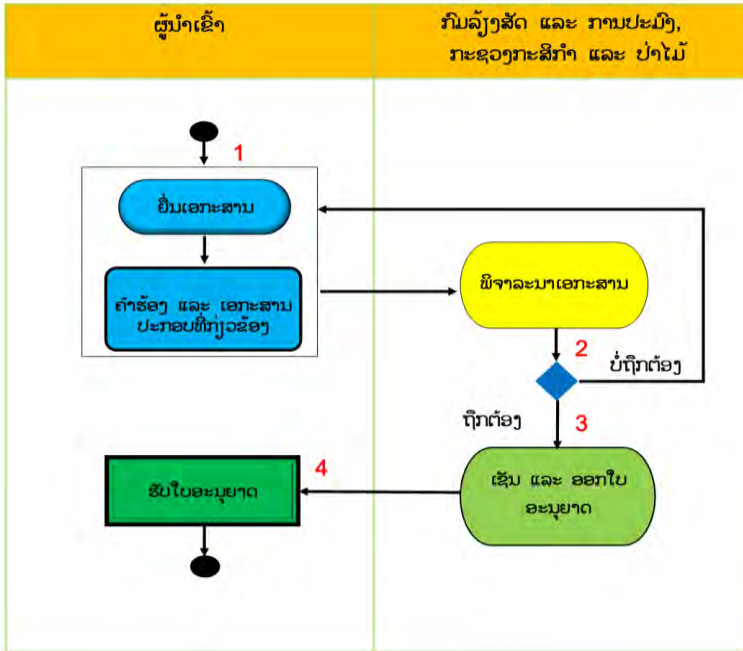 ຜູ້ນຳເຂົ້າ
ກົມລ້ຽງສັດ ແລະ ການປະມົງ,
ກະຊວງກະສິກຳ ແລະ ປ່າໄມ້
1
ຍື່ນເອກະສານ
ຄຳຮ້ອງ ແລະ ເອກະສານ
ປະກອບທີ່ກ່ຽວຂ້ອງ
ພິຈາລະນາເອກະສານ
2
ບໍ່ຖືກຕ້ອງ
ຖືກຕ້ອງ
3
ເຊັນ ແລະ ອອກໃບ
ອະນຸຍາດ
4
ຮັບໃບອະນຸຍາດ